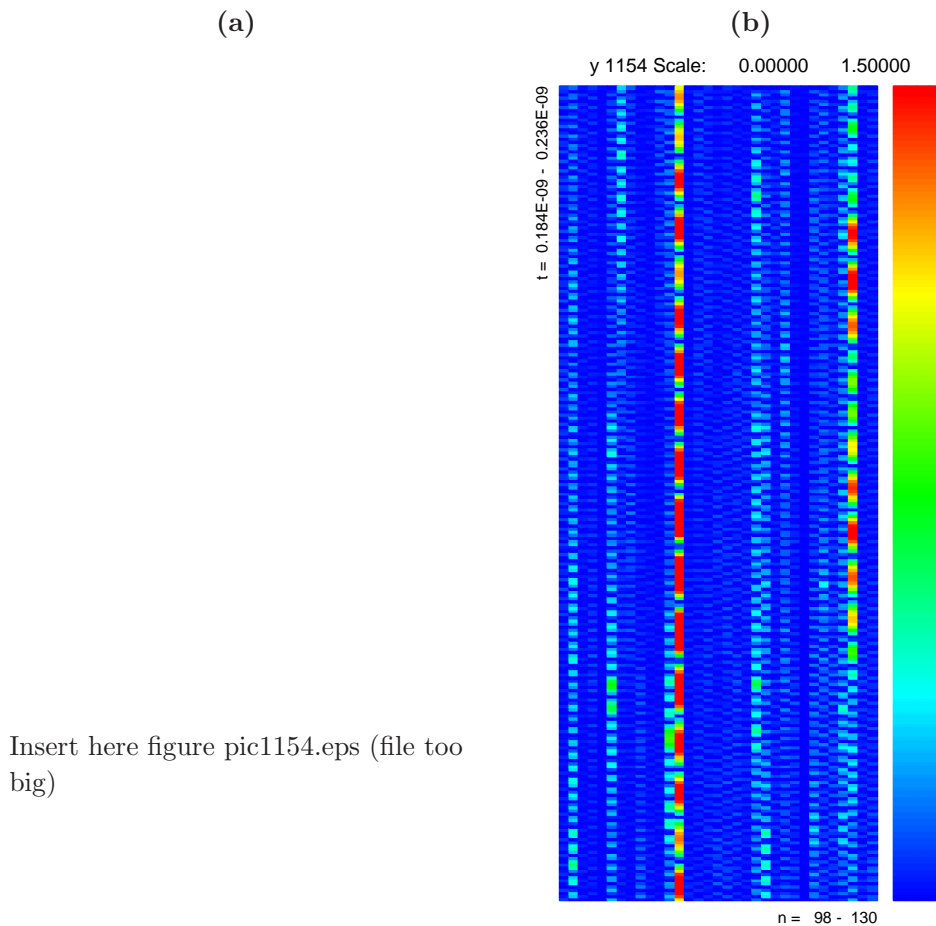 (a)
(b)
y 1154 Scale: 0.00000 1.50000
t = 0.184E-09 - 0.236E-09
Insert here figure pic1154.eps (file too
big)
n = 98 - 130